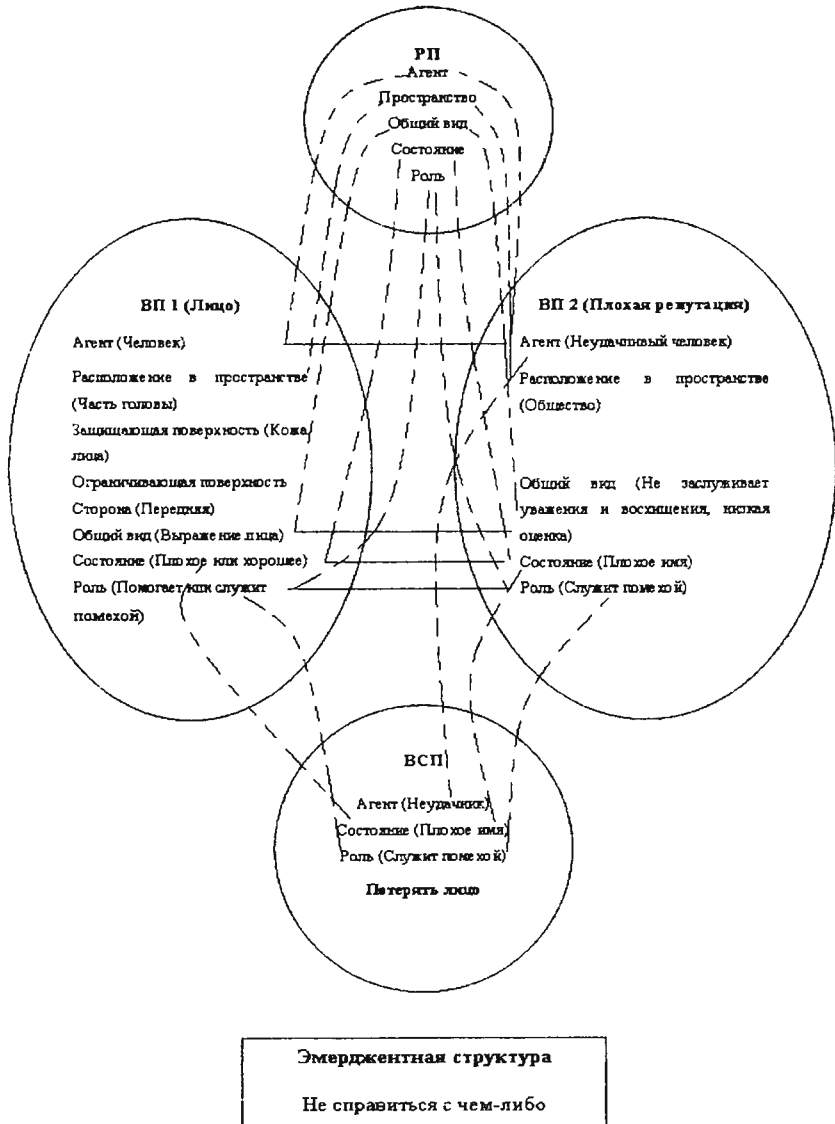 РП
Агент
Пространство
Общий вид
Состояние
Роль
ВП 1 (Лицо)
Агент (Человек)
Расположение в пространстве
(Часть головы)
Защищающая поверхность (Кожа
лица)
Ограничивающая поверхность
Сторона (Передняя)
Общий вид (Выражение лица)
Состояние (Плохое или хорошее)
Роль (Помогает или служит
помехой)
ВП 2 (Плохая репутация)
Агент (Неудачливый человек)
Расположение в пространстве
(Общество)
Общий вид (Не заслуживает
уважения и восхищения, низкая
оценка)
Состояние (Плохое имя)
Роль (Служит помехой)
ВСП
Агент (Неудачник)
Состояние (Плохое имя)
Роль (Служит помехой)
Потерять лицо
Эмерджентная структура
Не справиться с чем-либо